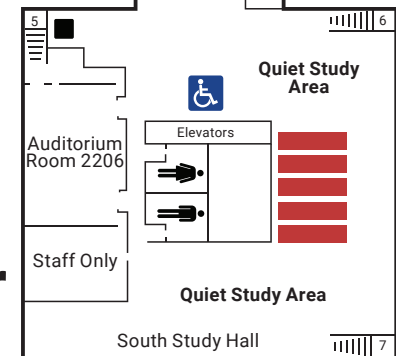 5
6
Quiet Study
Area
Elevators
Auditorium
Room 2206
Staff Only
Quiet Study Area
South Study Hall
7